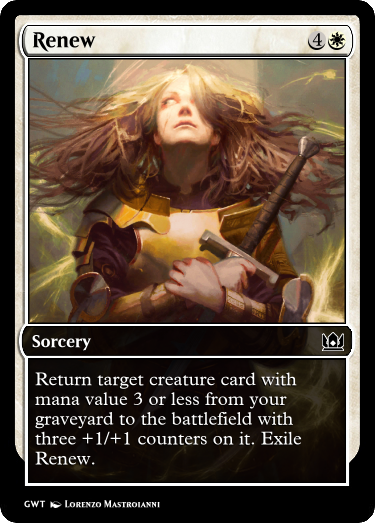 Renew 4
Sorcery
Return target creature card with
mana value 3 or less from your
graveyard to the battlefield with
three +1/+1 counters on it. Exile
Renew.
GWT Lorenzo Mastroianni